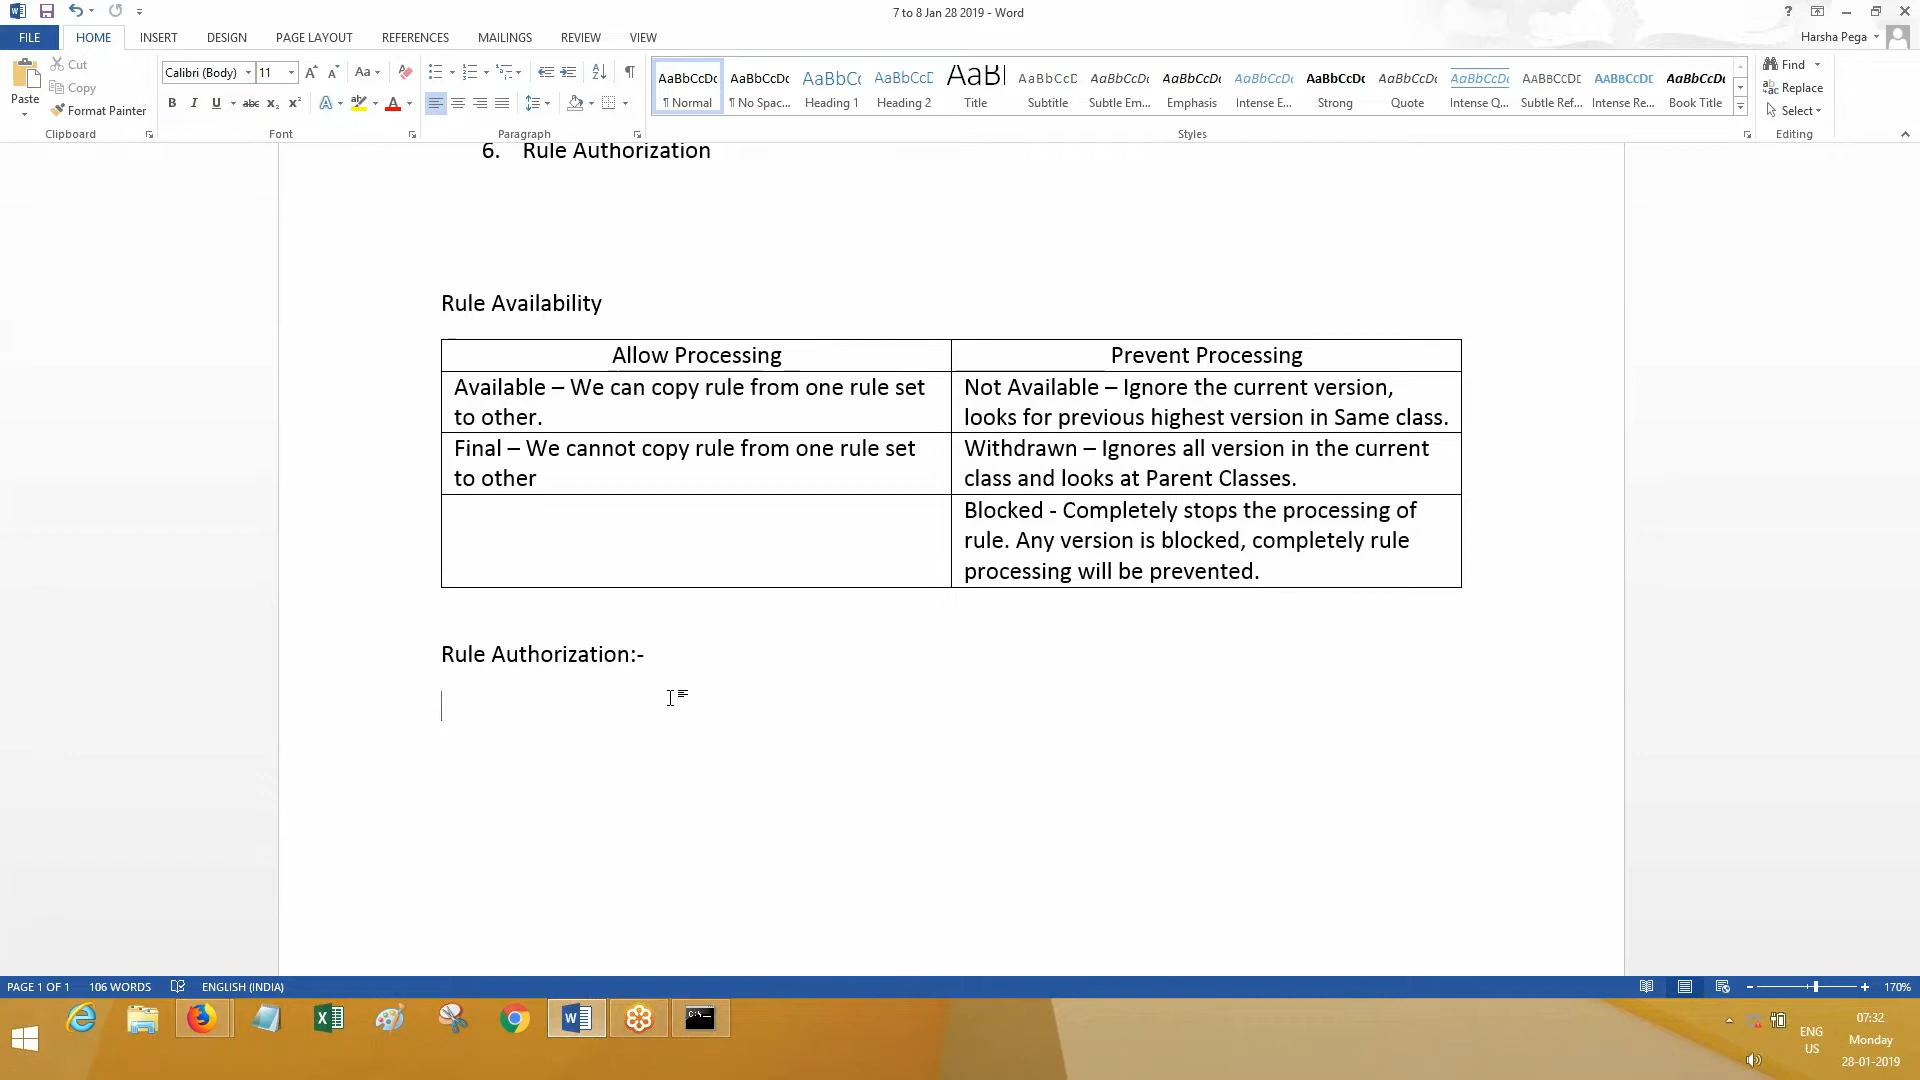 7 to 8 Jan 28 2019 - Word
FILE HOME INSERT DESIGN PAGE LAYOUT REFERENCES MAILINGS REVIEW VIEW
Harsha Pega
Paste
Cut
Copy
Format Painter
Clipboard
Calibri (Body) 11
Font
Paragraph
AaBbCcDc AaBbCcDc AaBbCc AaBbCcD AaBI AaBbCcD AaBbCcDc AaBbCcDc AaBbCcDc AaBbCcDc AaBbCcDc AaBbCcDc AABBCCDE AABBCCDE AaBbCcDc
¶ Normal ¶ No Spac... Heading 1 Heading 2 Title Subtitle Subtle Em... Emphasis Intense E... Strong Quote Intense Q... Subtle Ref... Intense Re... Book Title
Styles
Find
Replace
Select
Editing
6. Rule Authorization
Rule Availability
Allow Processing
Prevent Processing
Available – We can copy rule from one rule set
to other.
Not Available – Ignore the current version,
looks for previous highest version in Same class.
Final – We cannot copy rule from one rule set
to other
Withdrawn – Ignores all version in the current
class and looks at Parent Classes.
Blocked - Completely stops the processing of
rule. Any version is blocked, completely rule
processing will be prevented.
Rule Authorization:-
PAGE 1 OF 1 106 WORDS ENGLISH (INDIA)
170%
ENG
US
07:32
Monday
28-01-2019